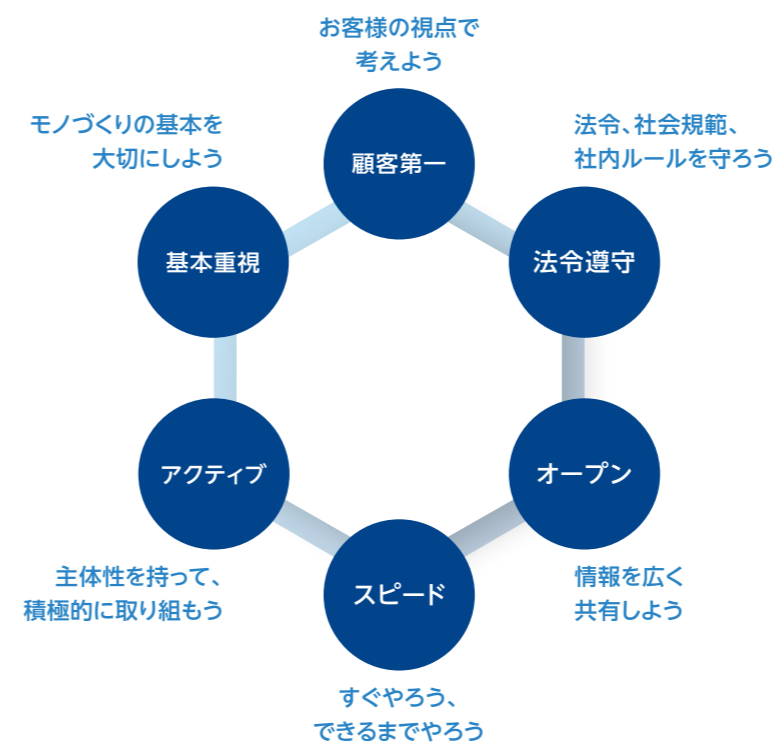 お客様の視点で
考えよう
顧客第一
法令、社会規範、
社内ルールを守ろう
法令遵守
オープン
情報を広く
共有しよう
スピード
すぐやろう、
できるまでやろう
アクティブ
主体性を持って、
積極的に取り組もう
モノづくりの基本を
大切にしよう
基本重視